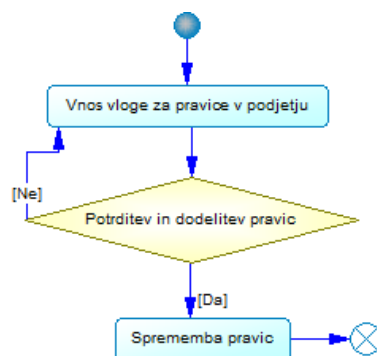 Vnos vloge za pravice v podjetju
[Ne]
Potrditev in dodelitev pravic
[Da]
Sprememba pravic